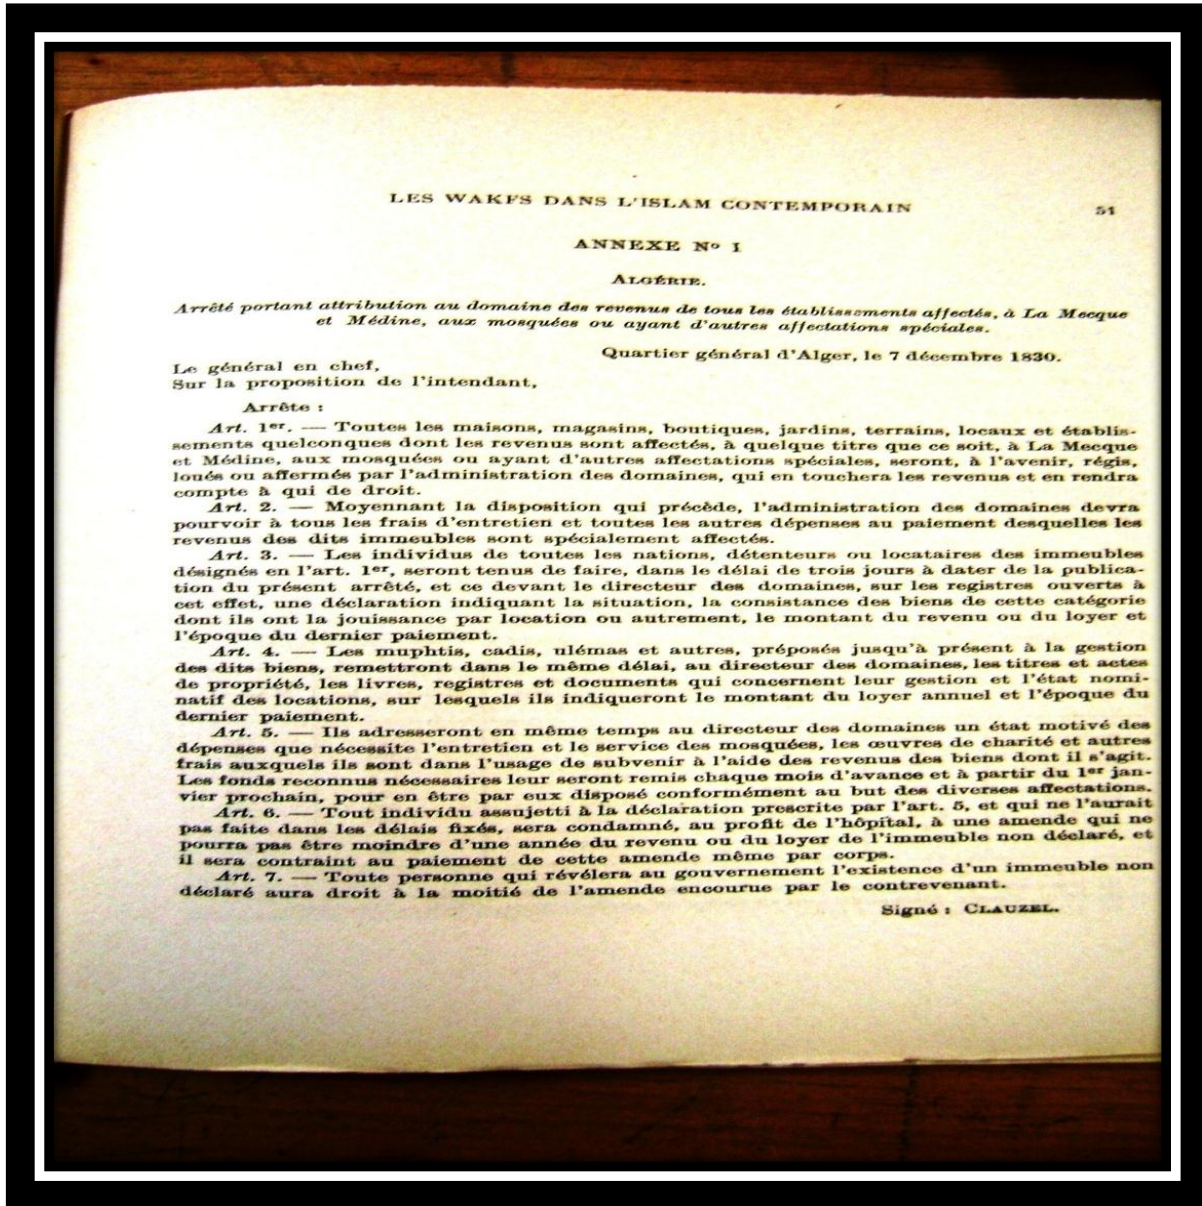 LES WAKFS DANS L'ISLAM CONTEMPORAIN 51
ANNEXE Nº I
ALGÉRIE.
Arrêté portant attribution au domaine des revenus de tous les établissements affectés, à La Mecque
et Médine, aux mosquées ou ayant d'autres affectations spéciales.
Quartier général d'Alger, le 7 décembre 1830.
Le général en chef,
Sur la proposition de l'intendant,
Arrête :
Art. 1er. — Toutes les maisons, magasins, boutiques, jardins, terrains, locaux et établis-
sements quelconques dont les revenus sont affectés, à quelque titre que ce soit, à La Mecque
et Médine, aux mosquées ou ayant d'autres affectations spéciales, seront, à l'avenir, régis,
loués ou affermés par l'administration des domaines, qui en touchera les revenus et en rendra
compte à qui de droit.
Art. 2. — Moyennant la disposition qui précède, l'administration des domaines devra
pourvoir à tous les frais d'entretien et toutes les autres dépenses au paiement desquelles les
revenus des dits immeubles sont spécialement affectés.
Art. 3. — Les individus de toutes les nations, détenteurs ou locataires des immeubles
désignés en l'art. 1er, seront tenus de faire, dans le délai de trois jours à dater de la publica-
tion du présent arrêté, et ce devant le directeur des domaines, sur les registres ouverts à
cet effet, une déclaration indiquant la situation, la consistance des biens de cette catégorie
dont ils ont la jouissance par location ou autrement, le montant du revenu ou du loyer et
l'époque du dernier paiement.
Art. 4. — Les muphtis, cadis, ulémas et autres, préposés jusqu'à présent à la gestion
des dits biens, remettront dans le même délai, au directeur des domaines, les titres et actes
de propriété, les livres, registres et documents qui concernent leur gestion et l'état nomi-
natif des locations, sur lesquels ils indiqueront le montant du loyer annuel et l'époque du
dernier paiement.
Art. 5. — Ils adresseront en même temps au directeur des domaines un état motivé des
dépenses que nécessite l'entretien et le service des mosquées, les œuvres de charité et autres
frais auxquels ils sont dans l'usage de subvenir à l'aide des revenus des biens dont il s'agit.
Les fonds reconnus nécessaires leur seront remis chaque mois d'avance et à partir du 1er jan-
vier prochain, pour en être par eux disposé conformément au but des diverses affectations.
Art. 6. — Tout individu assujetti à la déclaration prescrite par l'art. 5, et qui ne l'aurait
pas faite dans les délais fixés, sera condamné, au profit de l'hôpital, à une amende qui ne
pourra pas être moindre d'une année du revenu ou du loyer de l'immeuble non déclaré, et
il sera contraint au paiement de cette amende même par corps.
Art. 7. — Toute personne qui révélera au gouvernement l'existence d'un immeuble non
déclaré aura droit à la moitié de l'amende encourue par le contrevenant.
Signé : CLAUZEL.